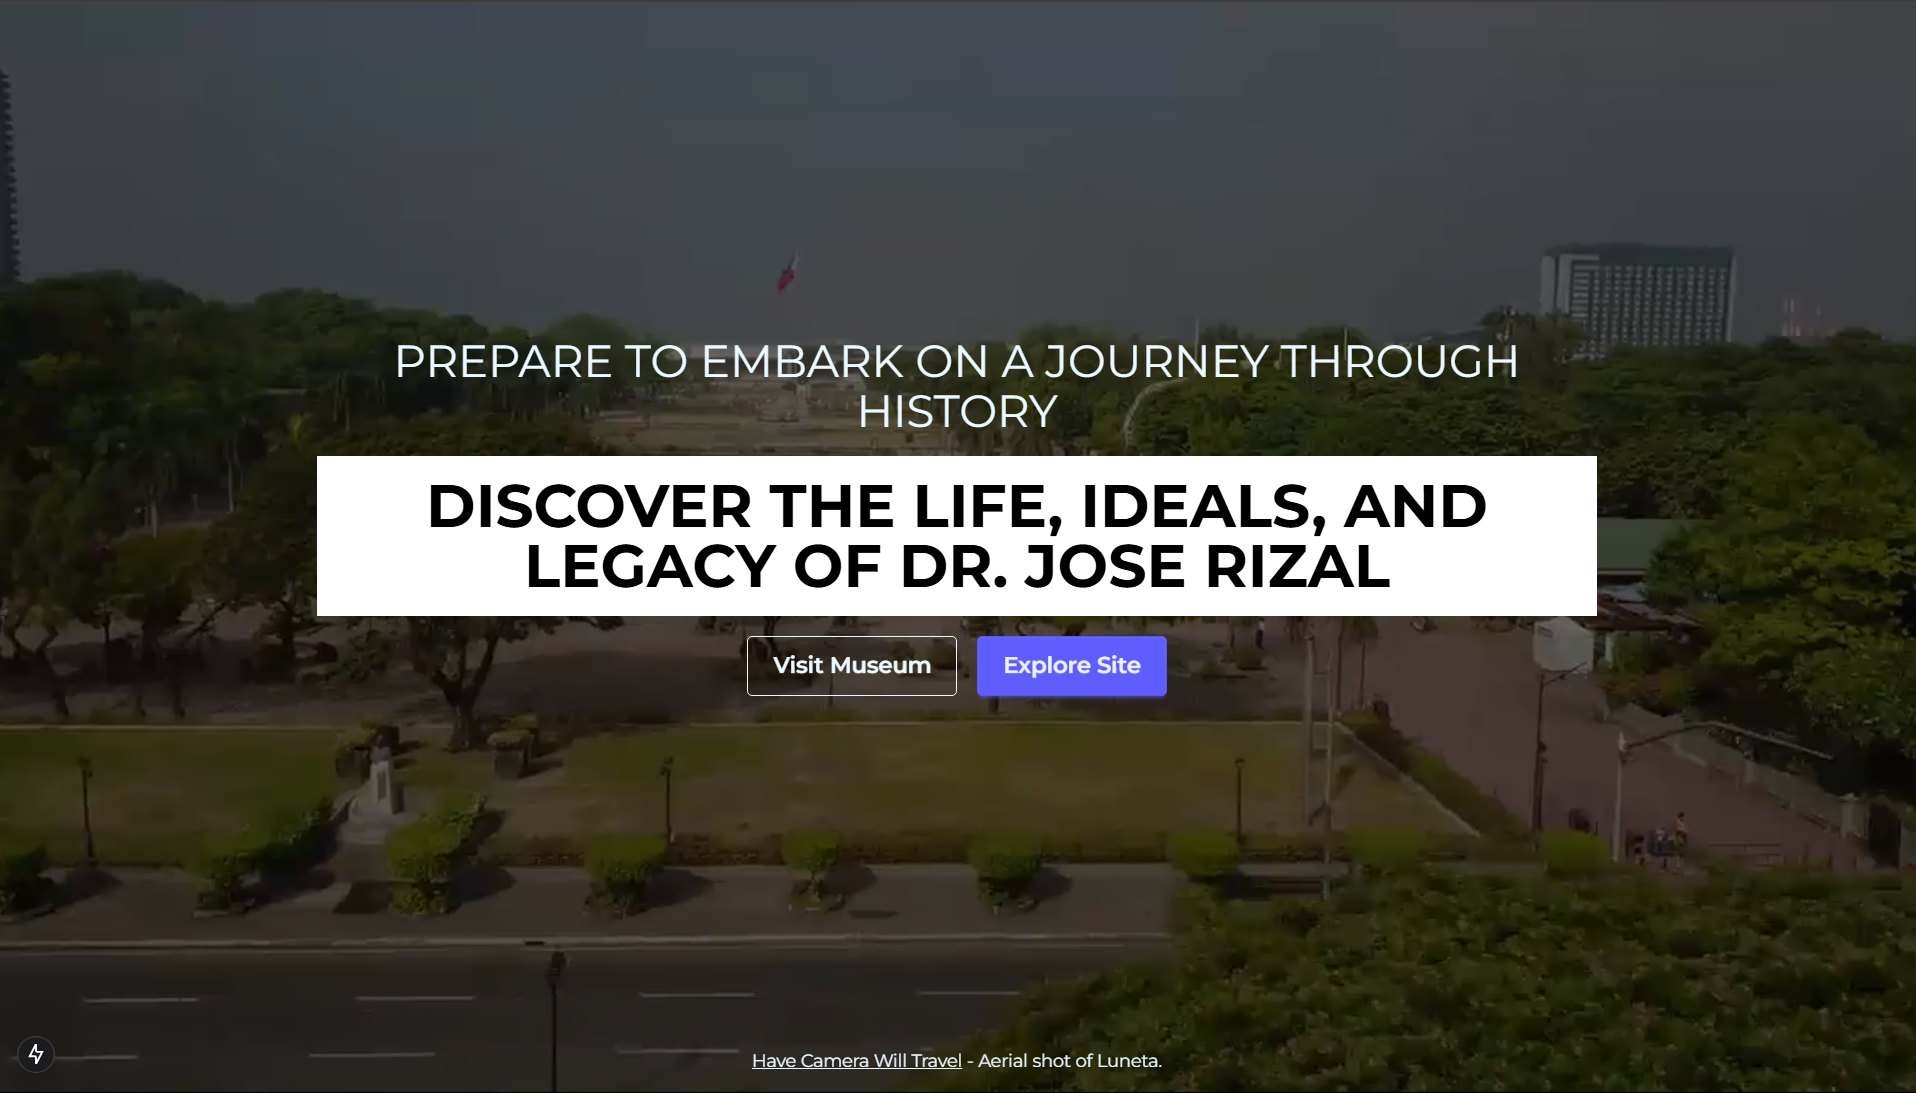 PREPARE TO EMBARK ON A JOURNEY THROUGH
HISTORY
DISCOVER THE LIFE, IDEALS, AND
LEGACY OF DR. JOSE RIZAL
Visit Museum
Explore Site
Have Camera Will Travel - Aerial shot of Luneta.